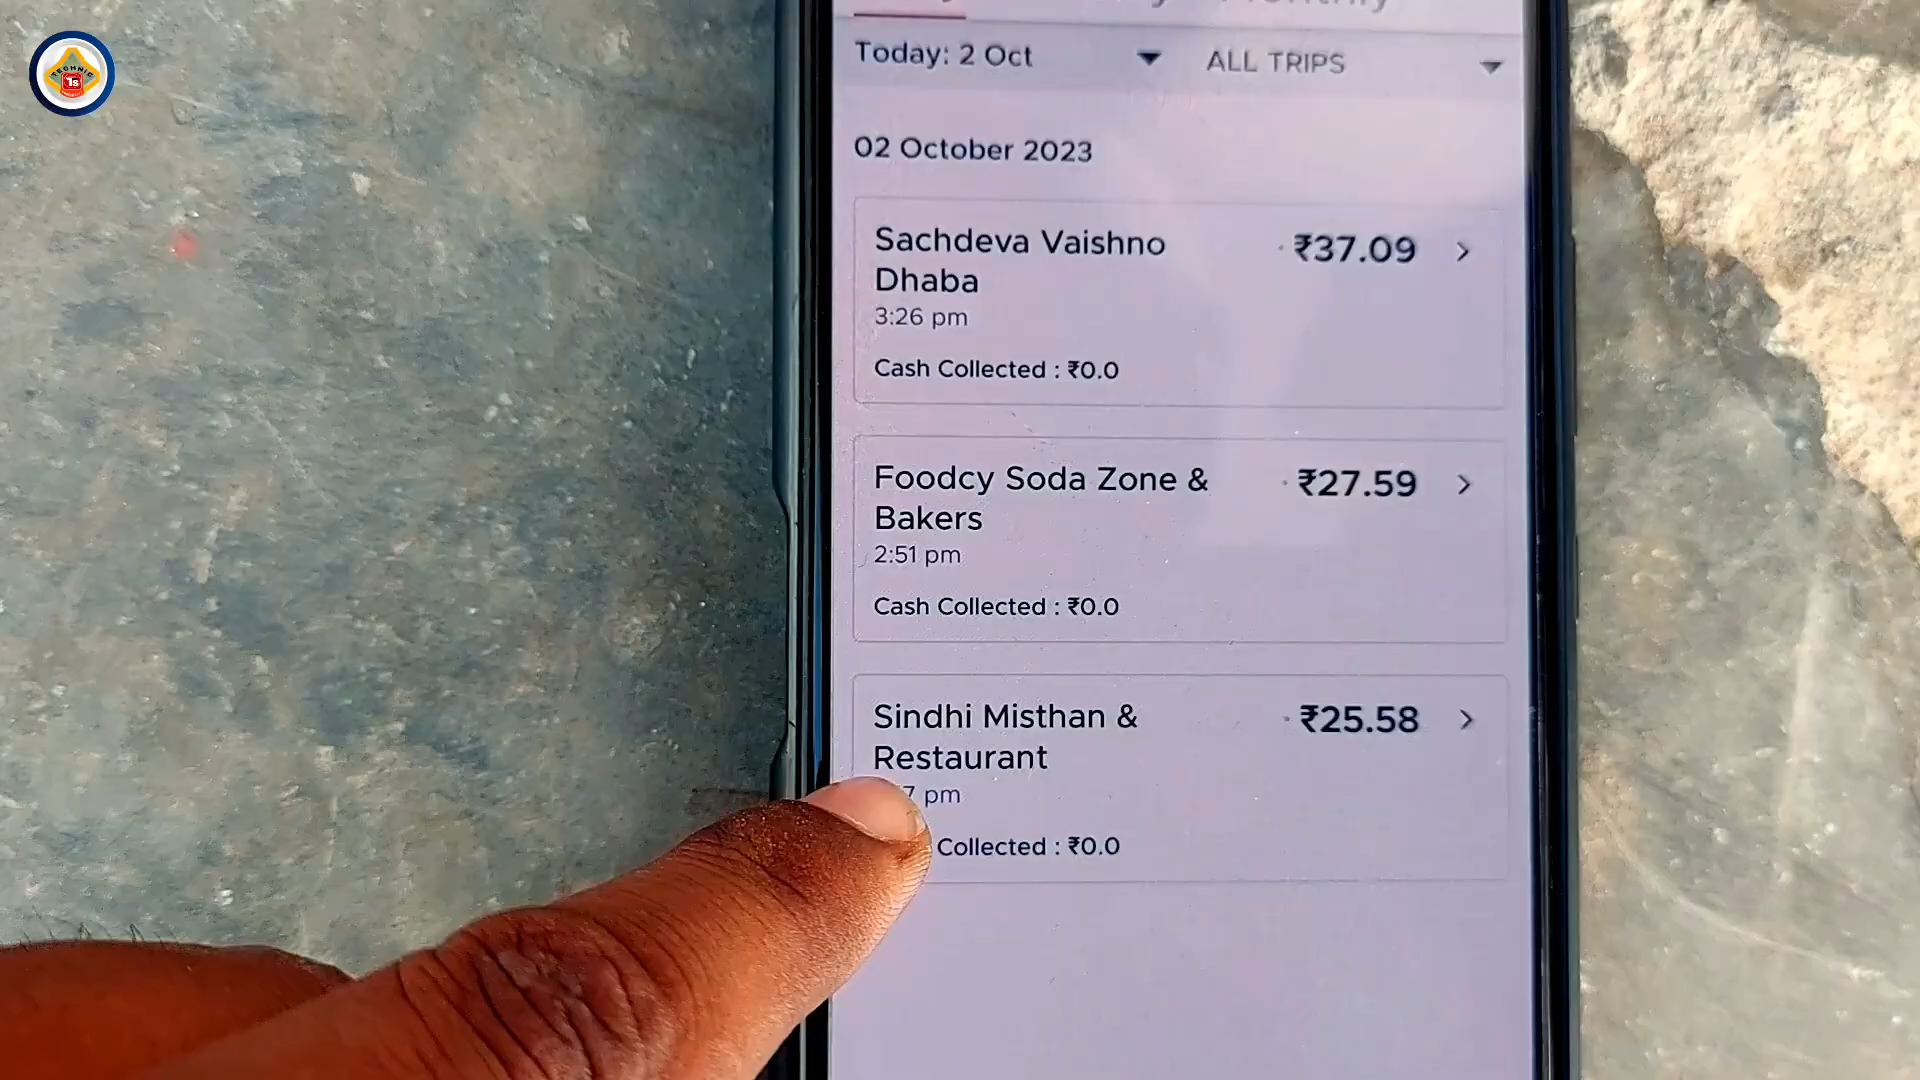 Today: 2 Oct
ALL TRIPS
02 October 2023
Sachdeva Vaishno
Dhaba
₹37.09
3:26 pm
Cash Collected : ₹0.0
Foodcy Soda Zone &
Bakers
₹27.59
2:51 pm
Cash Collected : ₹0.0
Sindhi Misthan &
Restaurant
₹25.58
pm
Collected : ₹0.0